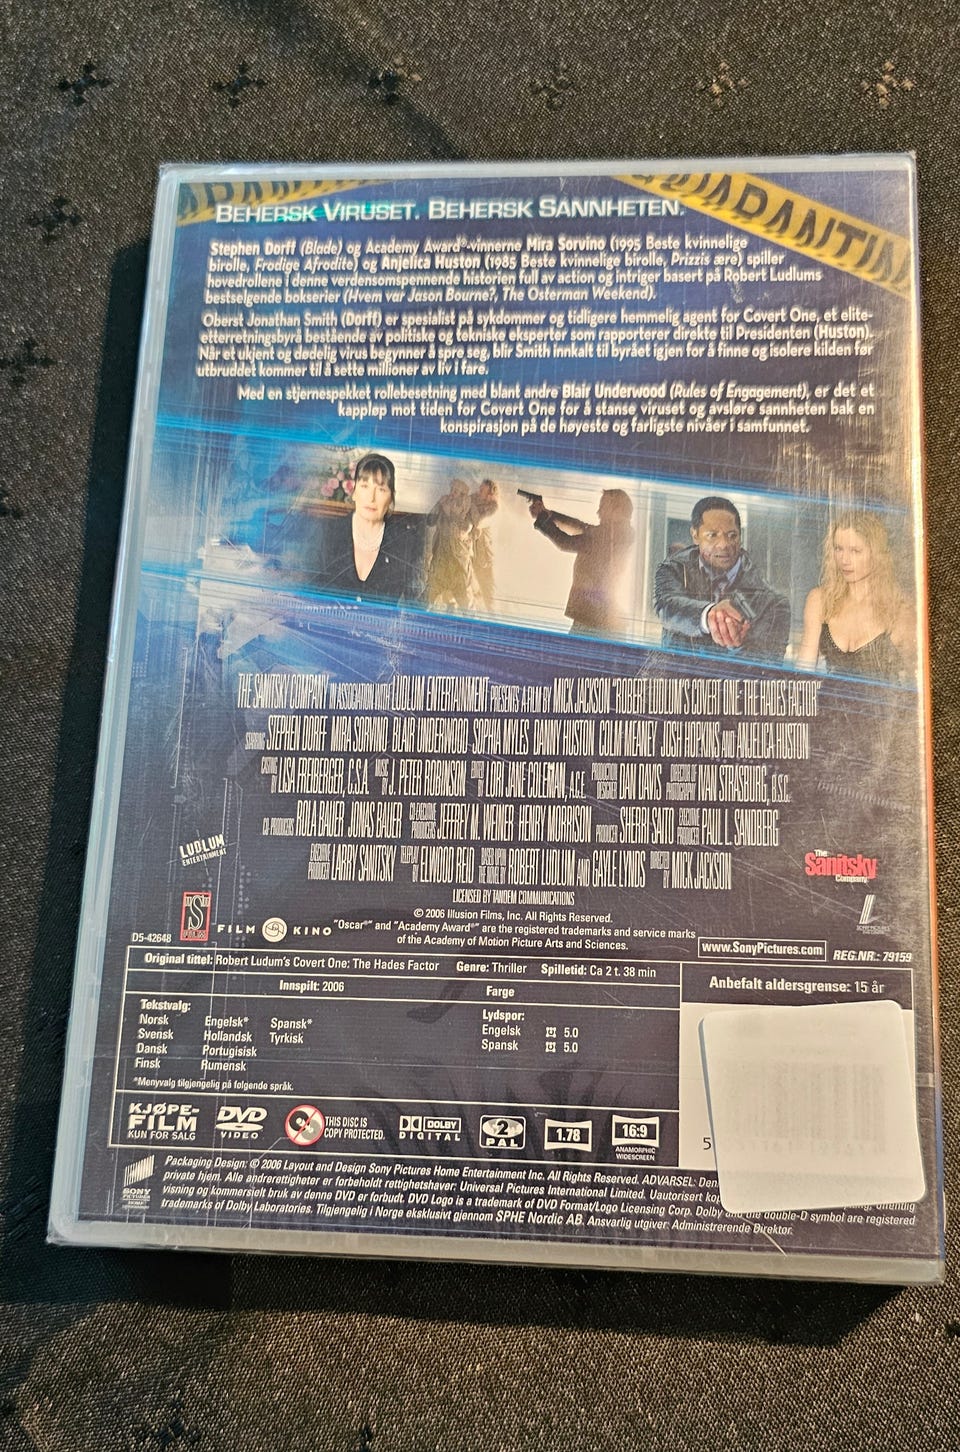 QUARANTIN
BEHERSK VIRUSET. BEHERSK SANNHETEN.
Stephen Dorff (Blade) og Academy Award®-vinnerne Mira Sorvino (1995 Beste kvinnelige
birolle, Frodige Afrodite) og Anjelica Huston (1985 Beste kvinnelige birolle, Prizzis ære) spiller
hovedrollene i denne verdensomspennende historien full av action og intriger basert på Robert Ludlums
bestselgende bokserier (Hvem var Jason Bourne?, The Osterman Weekend).
Oberst Jonathan Smith (Dorff) er spesialist på sykdommer og tidligere hemmelig agent for Covert One, et elite-
etterretningsbyrå bestående av politiske og tekniske eksperter som rapporterer direkte til Presidenten (Huston).
Når et ukjent og dødelig virus begynner å spre seg, blir Smith innkalt til byrået igjen for å finne og isolere kilden før
utbruddet kommer til å sette millioner av liv i fare.
Med en stjernespekket rollebesetning med blant andre Blair Underwood (Rules of Engagement), er det et
kappløp mot tiden for Covert One for å stanse viruset og avsløre sannheten bak en
konspirasjon på de høyeste og farligste nivåer i samfunnet.
THE SANITSKY COMPANY IN ASSOCIATION WITH LUDLUM ENTERTAINMENT PRESENTS A FILM BY MICK JACKSON "ROBERT LUDLUM'S COVERT ONE: THE HADES FACTOR"
STARRING STEPHEN DORFF MIRA SORVINO BLAIR UNDERWOOD SOPHIA MYLES DANNY HUSTON COLM MEANEY JOSH HOPKINS AND ANJELICA HUSTON
CASTING BY LISA FREIBERGER, C.S.A. MUSIC BY J. PETER ROBINSON EDITED BY LORI JANE COLEMAN, A.C.E. PRODUCTION DESIGNER DAN DAVIS DIRECTOR OF PHOTOGRAPHY IVAN STRASBURG, B.S.C.
CO-PRODUCERS ROLA BAUER JONAS BAUER CO-EXECUTIVE PRODUCERS JEFFREY M. WEINER HENRY MORRISON PRODUCER SHERRI SAITO EXECUTIVE PRODUCER PAUL L. SANDBERG
EXECUTIVE PRODUCER LARRY SANITSKY TELEPLAY BY ELWOOD REID BASED UPON THE NOVEL BY ROBERT LUDLUM AND GAYLE LYNDS DIRECTED BY MICK JACKSON
LICENSED BY TANDEM COMMUNICATIONS
LUDLUM
ENTERTAINMENT
The
Sanitsky
Company
© 2006 Illusion Films, Inc. All Rights Reserved.
"Oscar®" and "Academy Award®" are the registered trademarks and service marks
of the Academy of Motion Picture Arts and Sciences.
D5-42648
S
FILM
FILM KINO
www.SonyPictures.com
REG.NR.: 79159
Original tittel: Robert Ludum's Covert One: The Hades Factor Genre: Thriller Spilletid: Ca 2 t. 38 min
Innspilt: 2006 Farge
Anbefalt aldersgrense: 15 år
Tekstvalg:
Norsk Engelsk* Spansk*
Svensk Hollandsk Tyrkisk
Dansk Portugisisk
Finsk Rumensk
*Menyvalg tilgjengelig på følgende språk.
Lydspor:
Engelsk 5.0
Spansk 5.0
5
KJØPE-
FILM
KUN FOR SALG
DVD
VIDEO
THIS DISC IS
COPY PROTECTED.
DOLBY
DIGITAL
2
PAL
1.78
16:9
ANAMORPHIC
WIDESCREEN
SONY
PICTURES
HOME
Packaging Design: © 2006 Layout and Design Sony Pictures Home Entertainment Inc. All Rights Reserved. ADVARSEL: Den
private hjem. Alle andrerettigheter er forbeholdt rettighetshaver: Universal Pictures International Limited. Uautorisert offentlig
visning og kommersielt bruk av denne DVD er forbudt. DVD Logo is a trademark of DVD Format/Logo Licensing Corp. Dolby and the double-D symbol are registered
trademarks of Dolby Laboratories. Tilgjengelig i Norge eksklusivt gjennom SPHE Nordic AB. Ansvarlig utgiver: Administrerende Direktør.